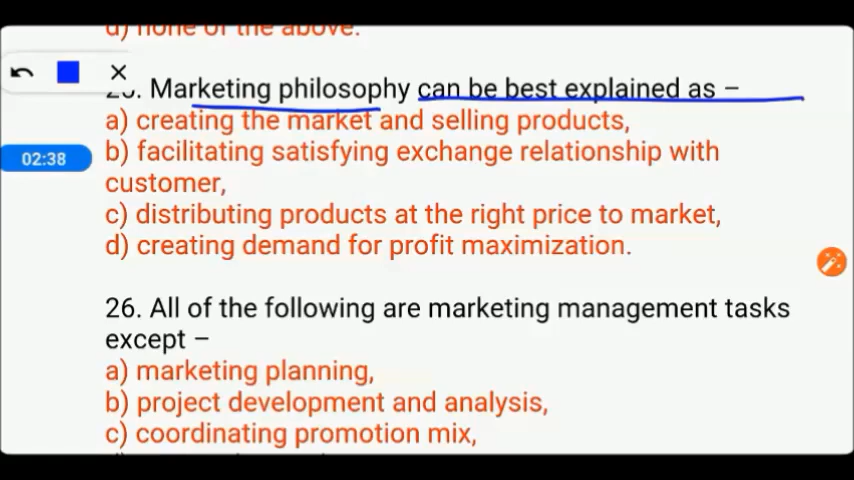 d) none of the above.
. Marketing philosophy can be best explained as –
a) creating the market and selling products,
b) facilitating satisfying exchange relationship with
02:38
customer,
c) distributing products at the right price to market,
d) creating demand for profit maximization.
26. All of the following are marketing management tasks
except –
a) marketing planning,
b) project development and analysis,
c) coordinating promotion mix,